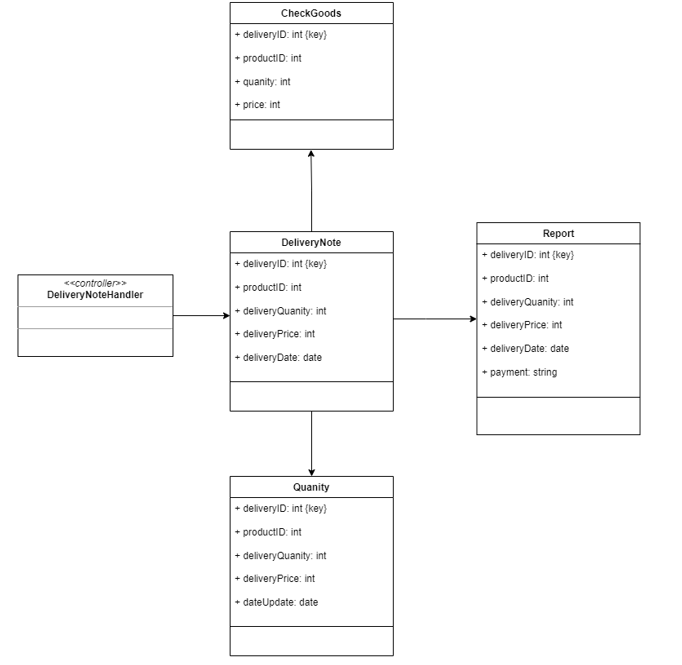 CheckGoods
+ deliveryID: int {key}
+ productID: int
+ quanity: int
+ price: int
DeliveryNote
+ deliveryID: int {key}
+ productID: int
+ deliveryQuanity: int
+ deliveryPrice: int
+ deliveryDate: date
Report
+ deliveryID: int {key}
+ productID: int
+ deliveryQuanity: int
+ deliveryPrice: int
+ deliveryDate: date
+ payment: string
<<controller>>
DeliveryNoteHandler
Quanity
+ deliveryID: int {key}
+ productID: int
+ deliveryQuanity: int
+ deliveryPrice: int
+ dateUpdate: date